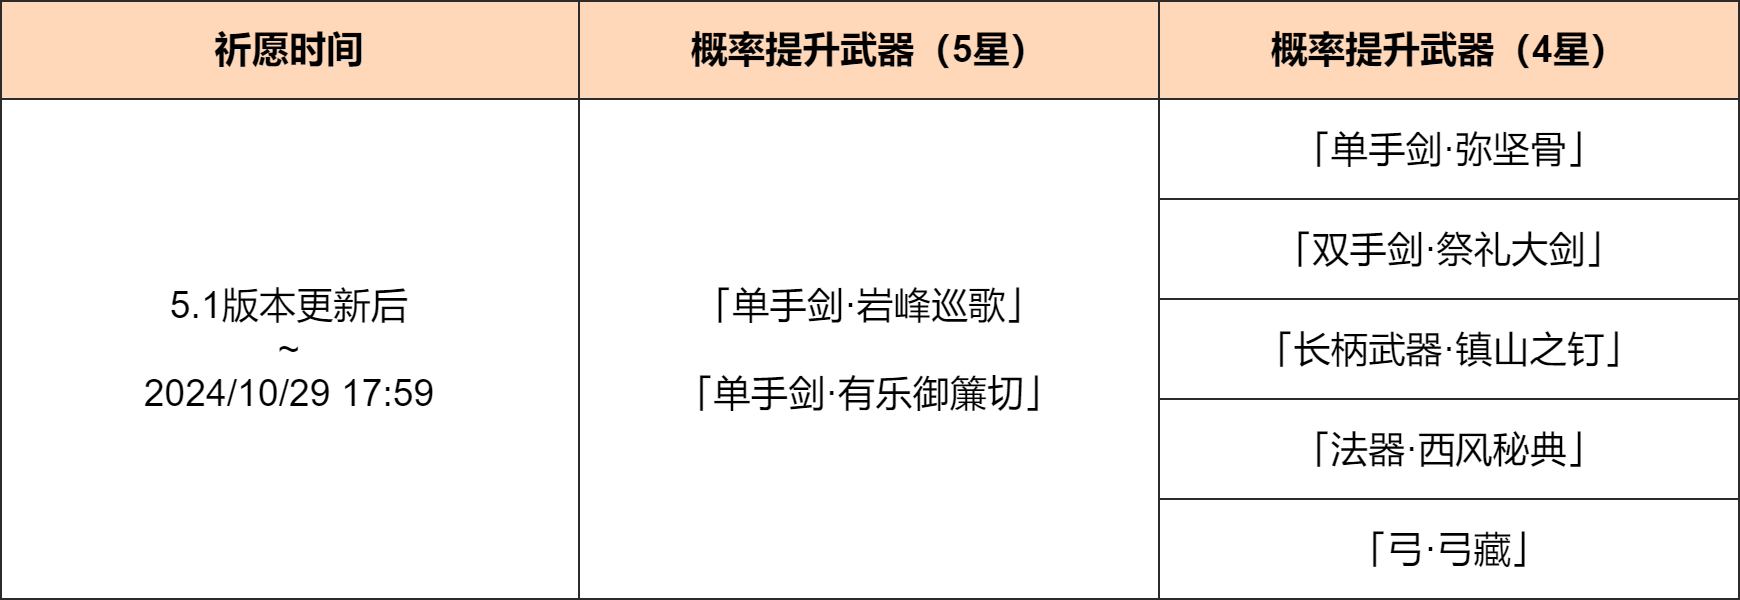 祈愿时间
概率提升武器（5星）
概率提升武器（4星）
5.1版本更新后
~
2024/10/29 17:59
「单手剑·岩峰巡歌」
「单手剑·有乐御簾切」
「单手剑·弥坚骨」
「双手剑·祭礼大剑」
「长柄武器·镇山之钉」
「法器·西风秘典」
「弓·弓藏」